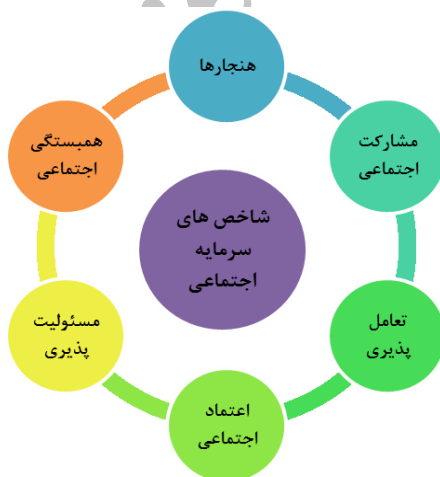 هنجارها
مشارکت
اجتماعی
تعامل
پذیری
اعتماد
اجتماعی
مسئولیت
پذیری
همبستگی
اجتماعی
شاخص های
سرمایه
اجتماعی